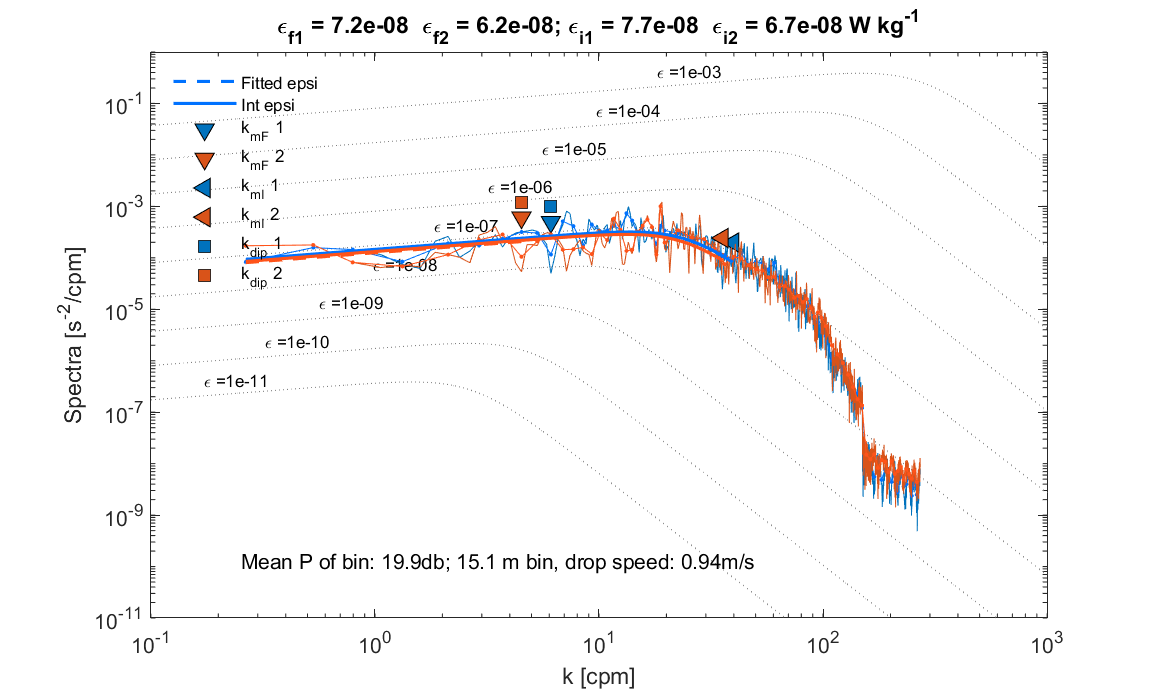 ϵf1 = 7.2e-08 ϵf2 = 6.2e-08; ϵi1 = 7.7e-08 ϵi2 = 6.7e-08 W kg-1
Fitted epsi
Int epsi
kmF 1
kmF 2
kmI 1
kmI 2
kdip 1
kdip 2
ϵ =1e-03
ϵ =1e-04
ϵ =1e-05
ϵ =1e-06
ϵ =1e-07
ϵ =1e-08
ϵ =1e-09
ϵ =1e-10
ϵ =1e-11
Mean P of bin: 19.9db; 15.1 m bin, drop speed: 0.94m/s
Spectra [s-2/cpm]
10-1
10-3
10-5
10-7
10-9
10-11
10-1 100 101 102 103
k [cpm]